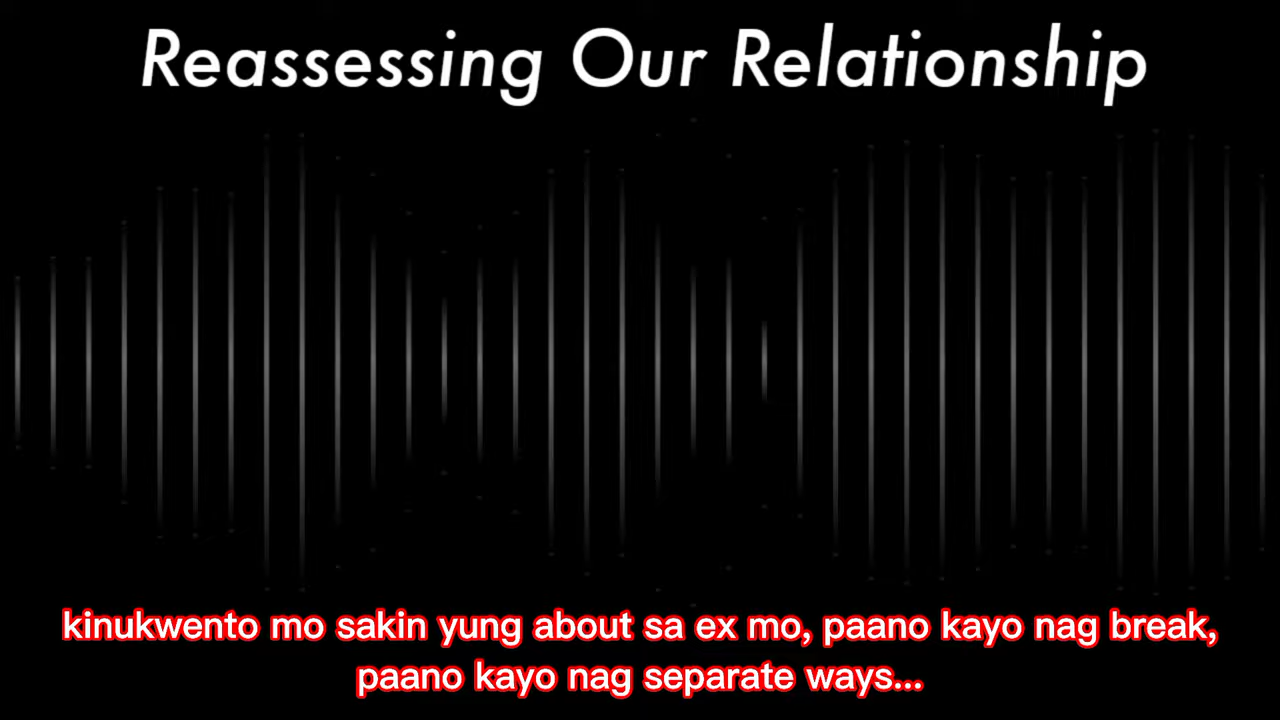 Reassessing Our Relationship
kinukwento mo sakin yung about sa ex mo, paano kayo nag break,
paano kayo nag separate ways...